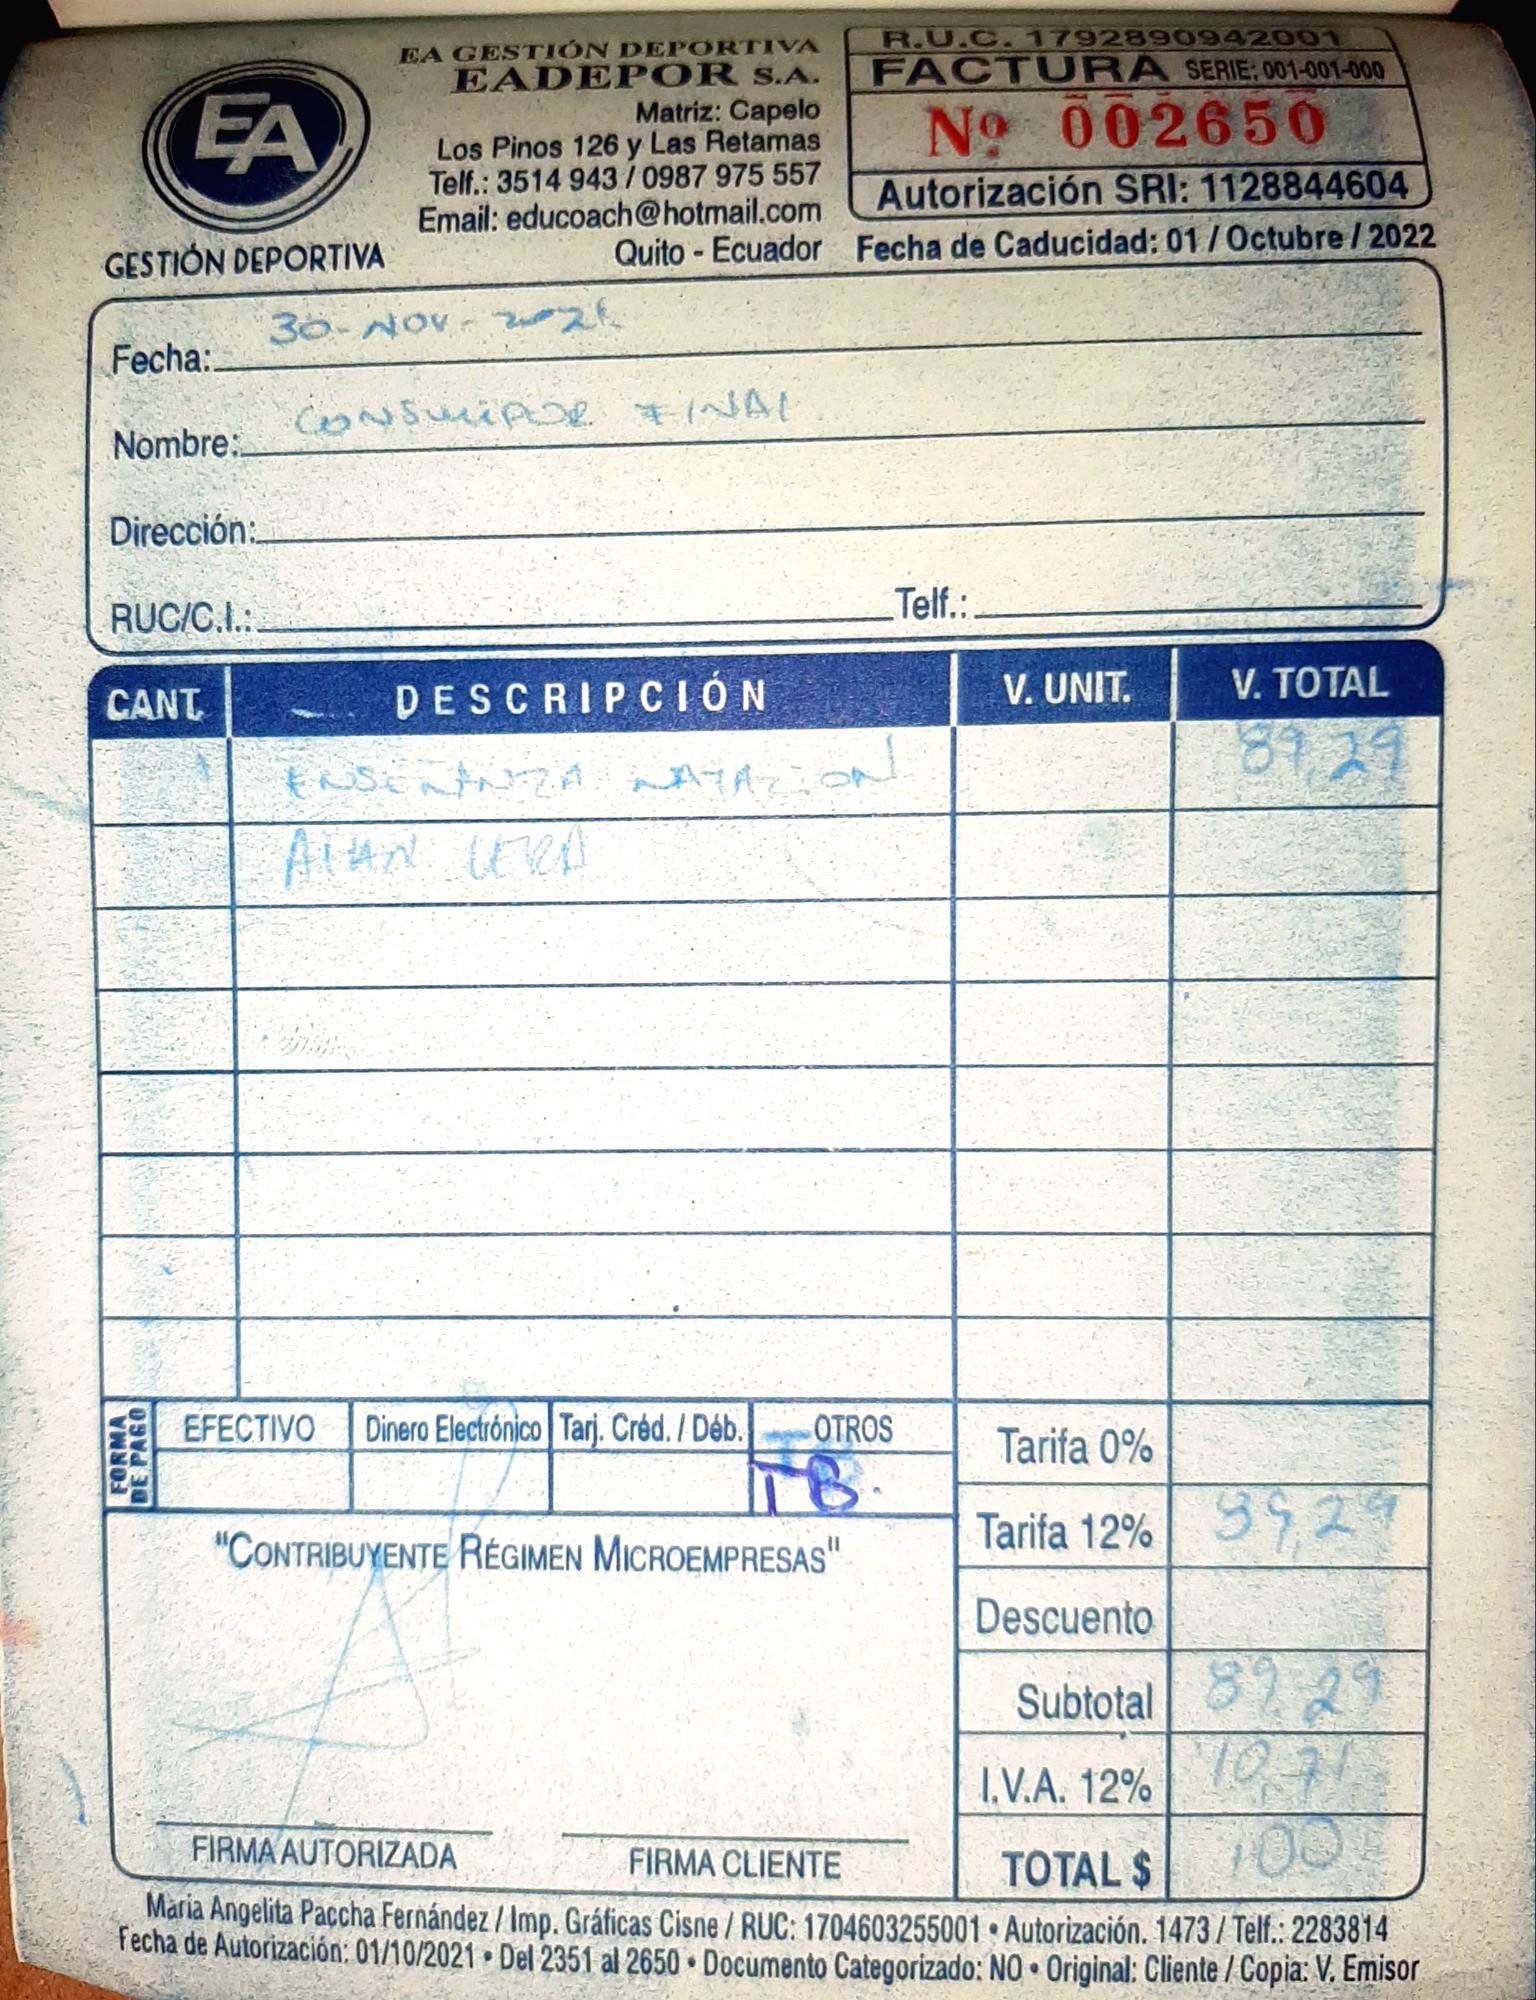 EA GESTIÓN DEPORTIVA
EADEPOR S.A.
Matriz: Capelo
Los Pinos 126 y Las Retamas
Telf.: 3514 943 / 0987 975 557
Email: educoach@hotmail.com
Quito - Ecuador
EA
GESTIÓN DEPORTIVA
R.U.C. 1792890942001
FACTURA SERIE: 001-001-000
Nº 002650
Autorización SRI: 1128844604
Fecha de Caducidad: 01 / Octubre / 2022
Fecha: 30-NOV-2021
Nombre: CONSUMIDOR FINAL
Dirección:
RUC/C.I.: Telf.:
CANT. DESCRIPCIÓN V. UNIT. V. TOTAL
1 ENSEÑANZA NATACION 89,29
FORMA DE PAGO
EFECTIVO Dinero Electrónico Tarj. Créd. / Déb. OTROS
TB.
"CONTRIBUYENTE RÉGIMEN MICROEMPRESAS"
Tarifa 0%
Tarifa 12% 89,29
Descuento
Subtotal 89,29
I.V.A. 12% 10,71
TOTAL $ 100
FIRMA AUTORIZADA FIRMA CLIENTE
María Angelita Paccha Fernández / Imp. Gráficas Cisne / RUC: 1704603255001 • Autorización. 1473 / Telf.: 2283814
Fecha de Autorización: 01/10/2021 • Del 2351 al 2650 • Documento Categorizado: NO • Original: Cliente / Copia: V. Emisor